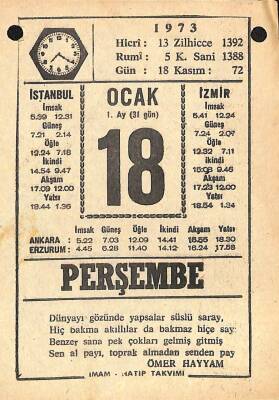 1973
Hicrî: 13 Zilhicce 1392
Rumî: 5 K. Sani 1388
Gün: 18 Kasım: 72
İSTANBUL
İmsak
5.59 12.31
Güneş
7.21 2.14
Öğle
12.24 7.18
İkindi
14.54 9.47
Akşam
17.09 12.00
Yatsı
18.44 1.36
OCAK
1. Ay (31 gün)
18
İZMİR
İmsak
5.41 12.24
Güneş
7.24 2.07
Öğle
12.32 7.11
İkindi
15.08 9.46
Akşam
17.23 12.00
Yatsı
18.54 1.34
İmsak Güneş Öğle İkindi Akşam Yatsı
ANKARA : 5.22 7.03 12.09 14.41 16.55 18.30
ERZURUM : 4.45 6.28 11.40 14.12 16.24 17.58
PERŞEMBE
Dünyayı gözünde yapsalar süslü saray,
Hiç bakma akıllılar da bakmaz hiçe say.
Benzer sana pek çokları gelmiş gitmiş
Sen al payı, toprak almadan senden pay
ÖMER HAYYAM
İMAM - HATİP TAKVİMİ